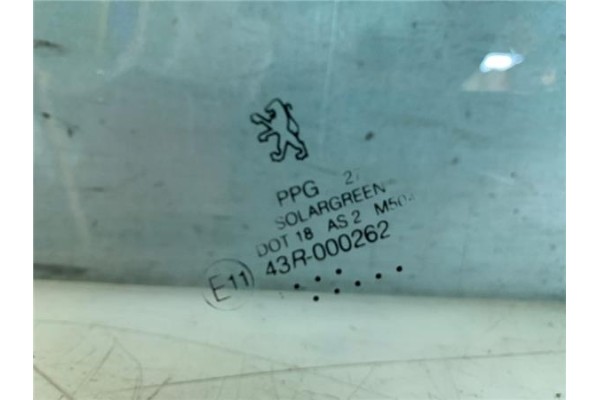 PPG
SOLARGREEN
DOT 18 AS 2
43R-000262
E11